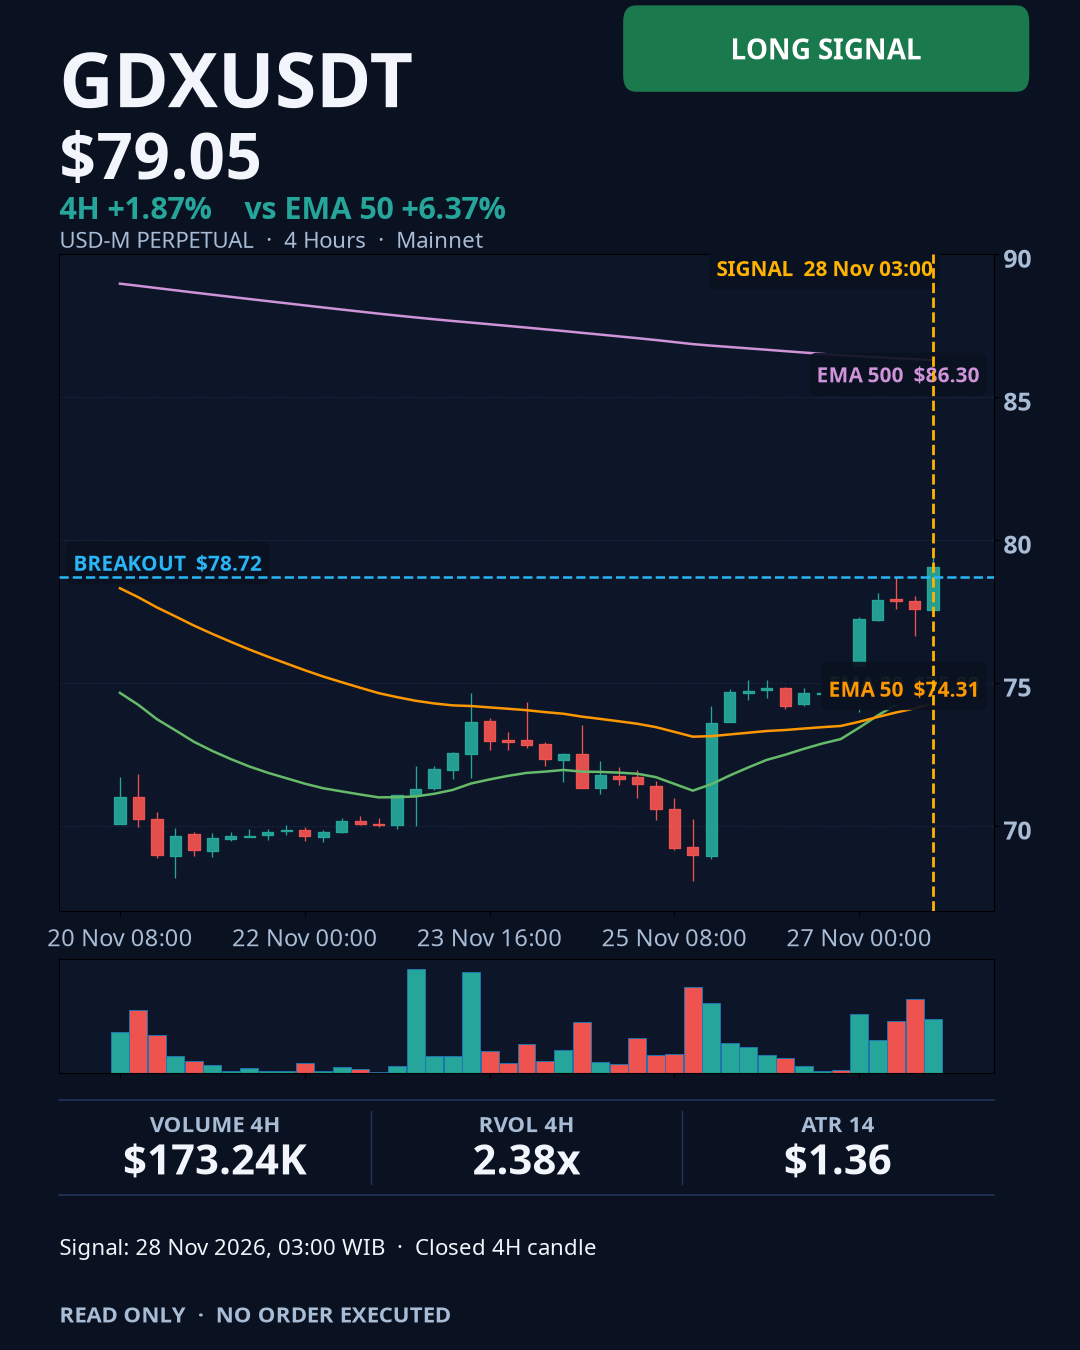 LONG SIGNAL
GDXUSDT
$79.05
4H +1.87% vs EMA 50 +6.37%
USD-M PERPETUAL · 4 Hours · Mainnet
SIGNAL 28 Nov 03:00
90
EMA 500 $86.30
85
80
BREAKOUT $78.72
75
EMA 50 $74.31
70
20 Nov 08:00 22 Nov 00:00 23 Nov 16:00 25 Nov 08:00 27 Nov 00:00
VOLUME 4H RVOL 4H ATR 14
$173.24K 2.38x $1.36
Signal: 28 Nov 2026, 03:00 WIB · Closed 4H candle
READ ONLY · NO ORDER EXECUTED